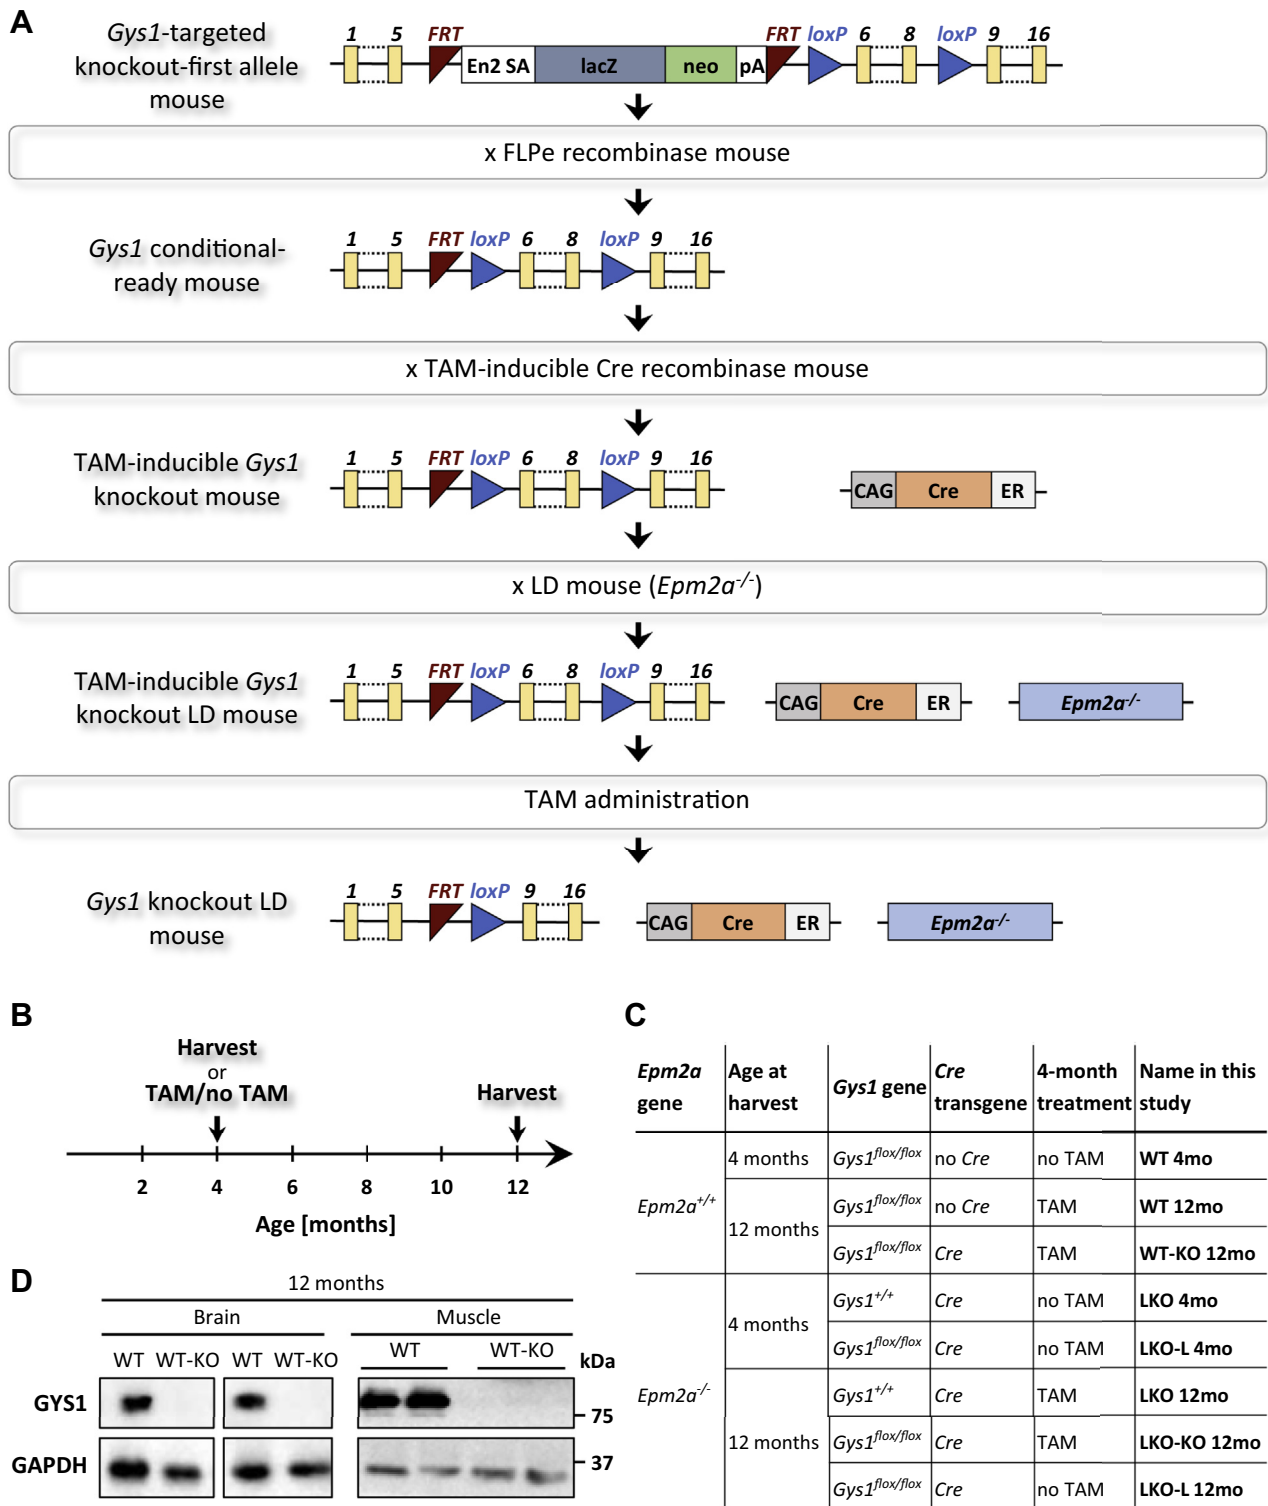 A
Gys1-targeted
knockout-first allele
mouse
1 5 FRT FRT loxP 6 8 loxP 9 16
En2 SA lacZ neo pA
x FLPe recombinase mouse
Gys1 conditional-
ready mouse
1 5 FRT loxP 6 8 loxP 9 16
x TAM-inducible Cre recombinase mouse
TAM-inducible Gys1
knockout mouse
1 5 FRT loxP 6 8 loxP 9 16
CAG Cre ER
x LD mouse (Epm2a-/-)
TAM-inducible Gys1
knockout LD mouse
1 5 FRT loxP 6 8 loxP 9 16
CAG Cre ER Epm2a-/-
TAM administration
Gys1 knockout LD
mouse
1 5 FRT loxP 9 16
CAG Cre ER Epm2a-/-
B
Harvest
or
TAM/no TAM
Harvest
2 4 6 8 10 12
Age [months]
C
Epm2a gene | Age at harvest | Gys1 gene | Cre transgene | 4-month treatment | Name in this study
Epm2a+/+ | 4 months | Gys1flox/flox | no Cre | no TAM | WT 4mo
12 months | Gys1flox/flox | no Cre | TAM | WT 12mo
Gys1flox/flox | Cre | TAM | WT-KO 12mo
Epm2a-/- | 4 months | Gys1+/+ | Cre | no TAM | LKO 4mo
Gys1flox/flox | Cre | no TAM | LKO-L 4mo
12 months | Gys1+/+ | Cre | TAM | LKO 12mo
Gys1flox/flox | Cre | TAM | LKO-KO 12mo
Gys1flox/flox | Cre | no TAM | LKO-L 12mo
D
12 months
Brain Muscle
WT WT-KO WT WT-KO WT WT-KO kDa
GYS1 75
GAPDH 37